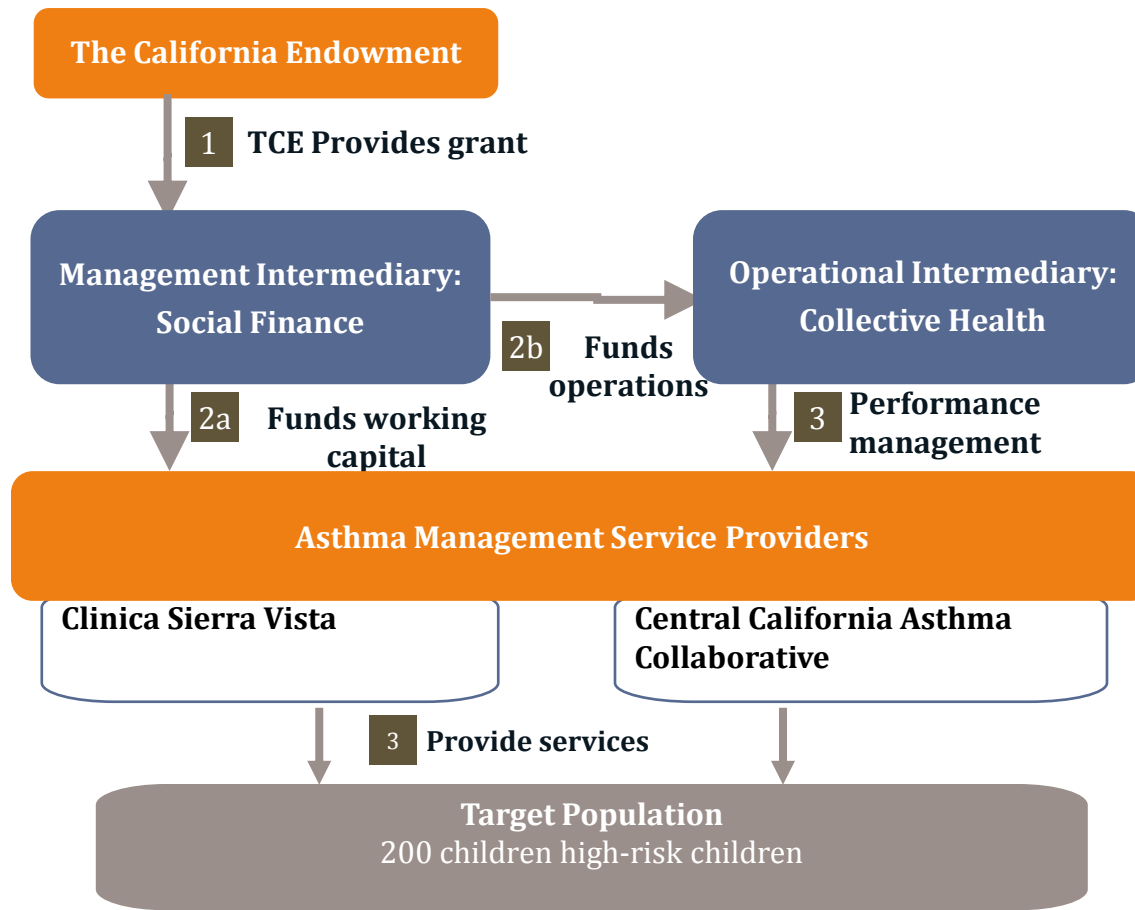 The California Endowment
1
TCE Provides grant
Management Intermediary:
Social Finance
Operational Intermediary:
Collective Health
2b
Funds
operations
2a
Funds working
capital
3
Performance
management
Asthma Management Service Providers
Clinica Sierra Vista
Central California Asthma
Collaborative
3
Provide services
Target Population
200 children high-risk children